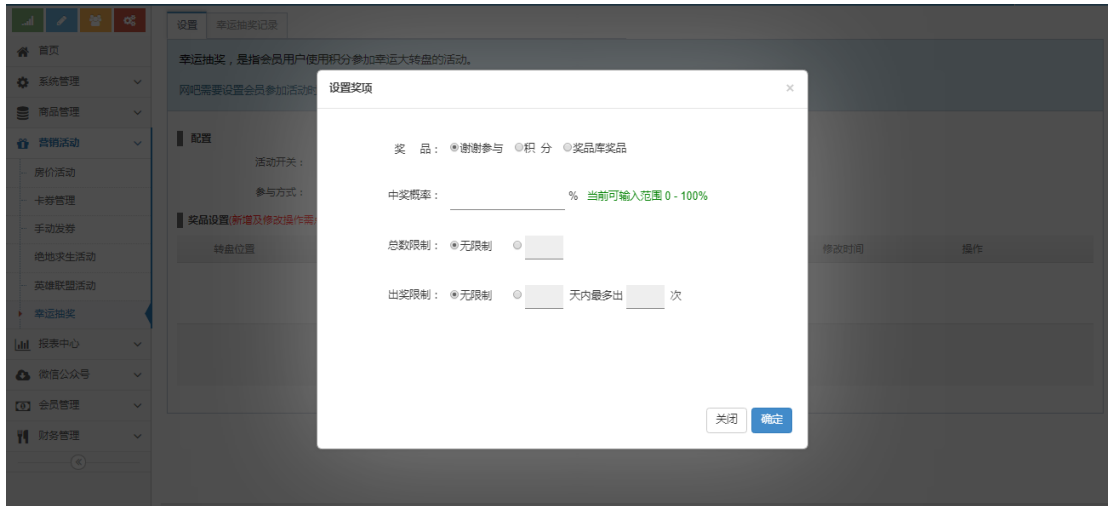 设置 幸运抽奖记录
首页
幸运抽奖，是指会员用户使用积分参加幸运大转盘的活动。
系统管理
网吧需要设置会员参加活动时
设置奖项 ×
商品管理
营销活动
配置
活动开关：
奖 品： 谢谢参与 积 分 奖品库奖品
房价活动
参与方式：
中奖概率： % 当前可输入范围 0 - 100%
卡券管理
奖品设置(新增及修改操作需
手动发券
转盘位置 修改时间 操作
总数限制： 无限制
绝地求生活动
英雄联盟活动
出奖限制： 无限制 天内最多出 次
幸运抽奖
报表中心
微信公众号
会员管理
关闭 确定
财务管理